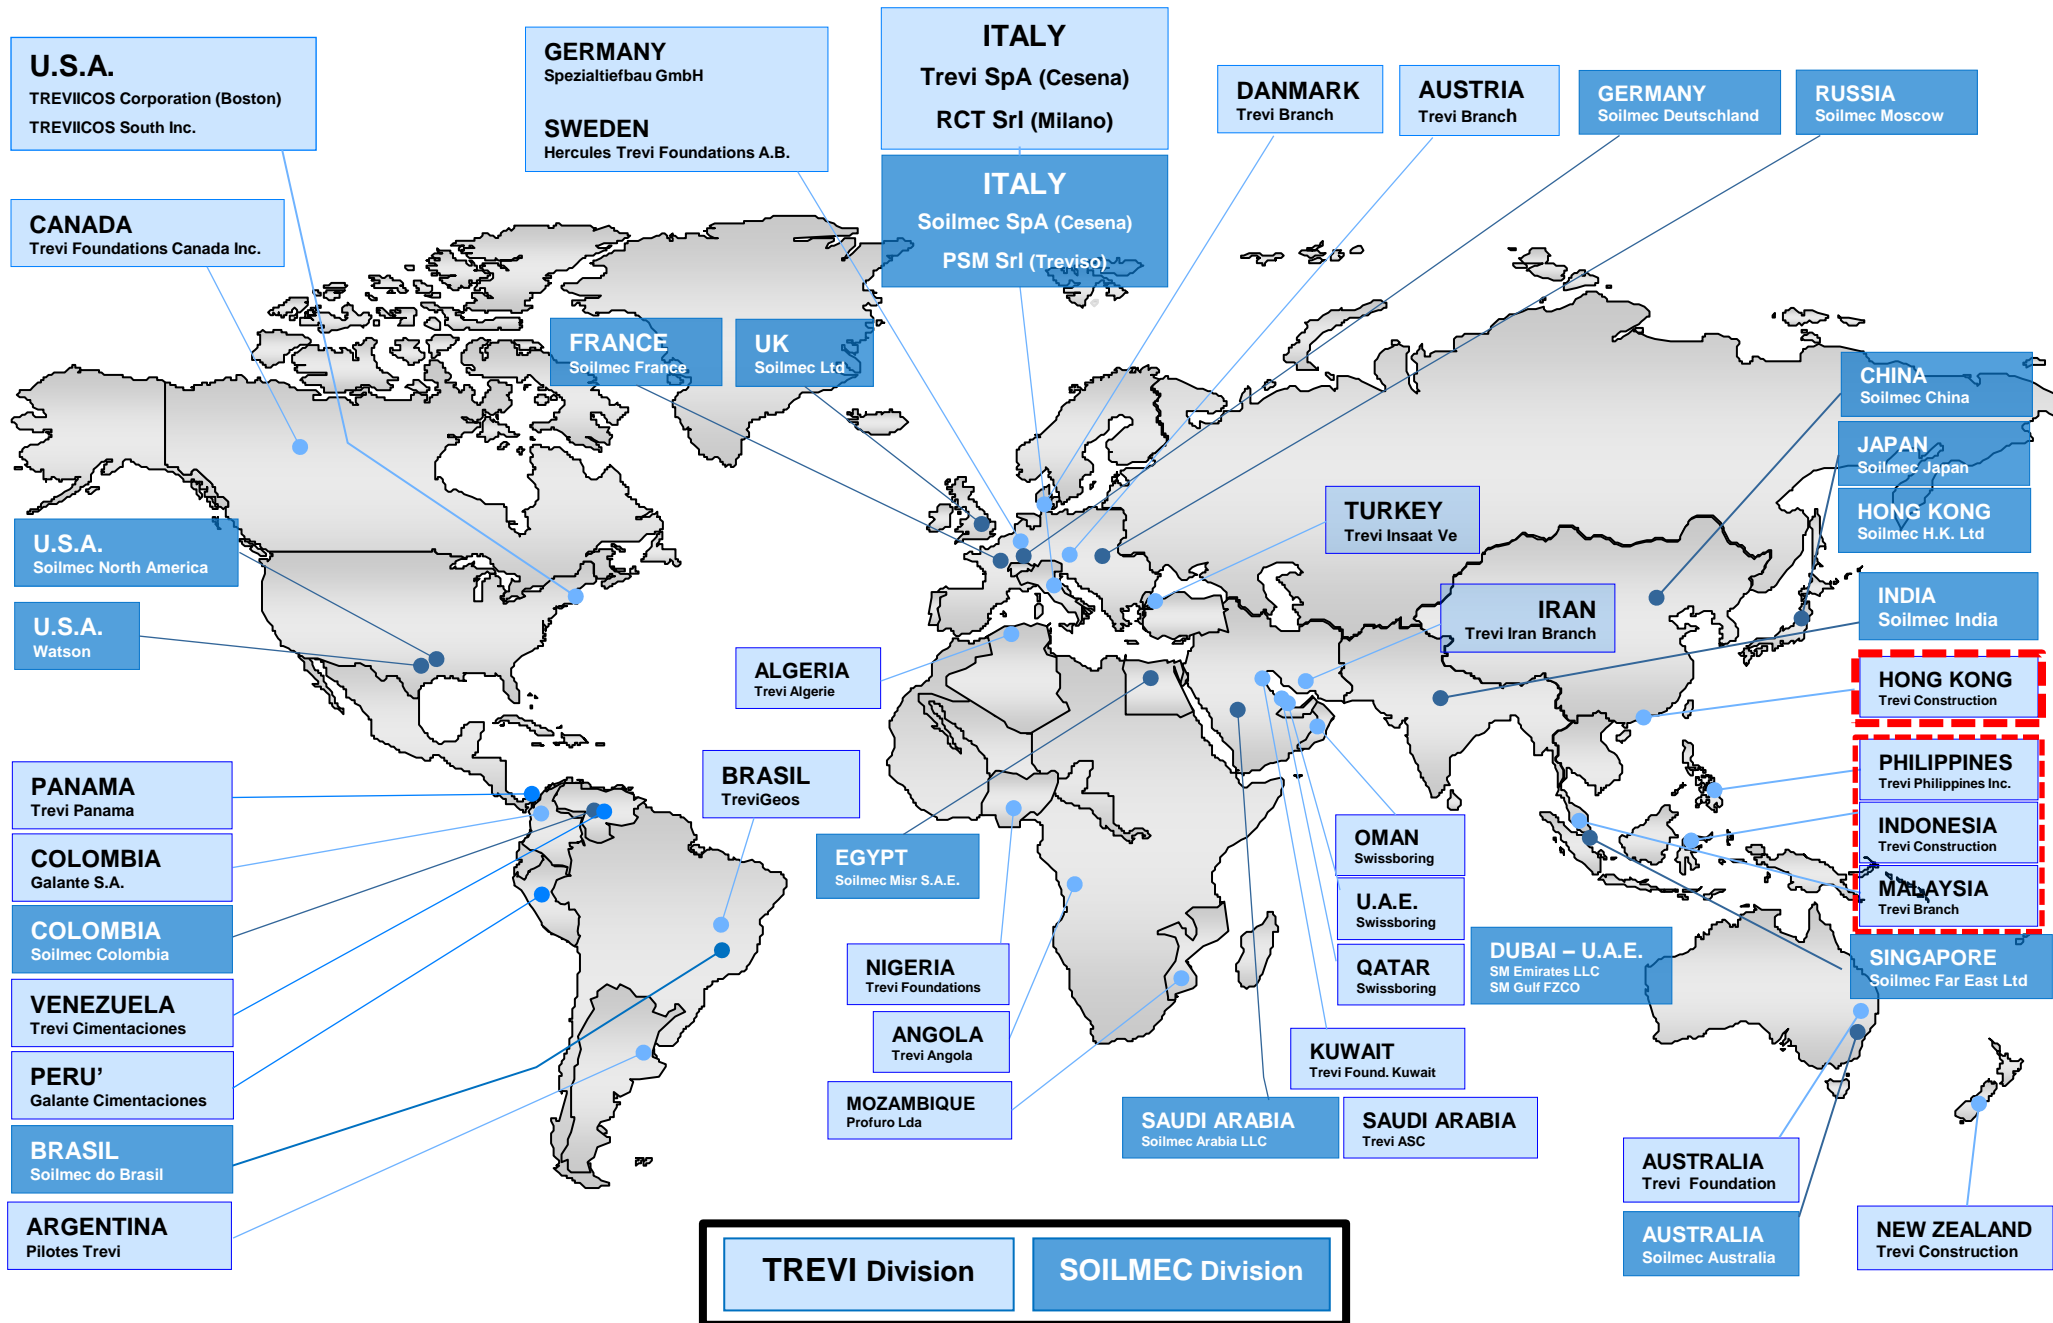 U.S.A.
TREVIICOS Corporation (Boston)
TREVIICOS South Inc.
GERMANY
Spezialtiefbau GmbH
SWEDEN
Hercules Trevi Foundations A.B.
ITALY
Trevi SpA (Cesena)
RCT Srl (Milano)
ITALY
Soilmec SpA (Cesena)
PSM Srl (Treviso)
DANMARK
Trevi Branch
AUSTRIA
Trevi Branch
GERMANY
Soilmec Deutschland
RUSSIA
Soilmec Moscow
CANADA
Trevi Foundations Canada Inc.
FRANCE
Soilmec France
UK
Soilmec Ltd
CHINA
Soilmec China
JAPAN
Soilmec Japan
HONG KONG
Soilmec H.K. Ltd
TURKEY
Trevi Insaat Ve
U.S.A.
Soilmec North America
U.S.A.
Watson
IRAN
Trevi Iran Branch
INDIA
Soilmec India
ALGERIA
Trevi Algerie
HONG KONG
Trevi Construction
PHILIPPINES
Trevi Philippines Inc.
INDONESIA
Trevi Construction
MALAYSIA
Trevi Branch
PANAMA
Trevi Panama
BRASIL
TreviGeos
COLOMBIA
Galante S.A.
EGYPT
Soilmec Misr S.A.E.
OMAN
Swissboring
U.A.E.
Swissboring
QATAR
Swissboring
COLOMBIA
Soilmec Colombia
DUBAI – U.A.E.
SM Emirates LLC
SM Gulf FZCO
SINGAPORE
Soilmec Far East Ltd
NIGERIA
Trevi Foundations
VENEZUELA
Trevi Cimentaciones
ANGOLA
Trevi Angola
KUWAIT
Trevi Found. Kuwait
PERU'
Galante Cimentaciones
MOZAMBIQUE
Profuro Lda
SAUDI ARABIA
Soilmec Arabia LLC
SAUDI ARABIA
Trevi ASC
BRASIL
Soilmec do Brasil
AUSTRALIA
Trevi Foundation
AUSTRALIA
Soilmec Australia
NEW ZEALAND
Trevi Construction
ARGENTINA
Pilotes Trevi
TREVI Division
SOILMEC Division